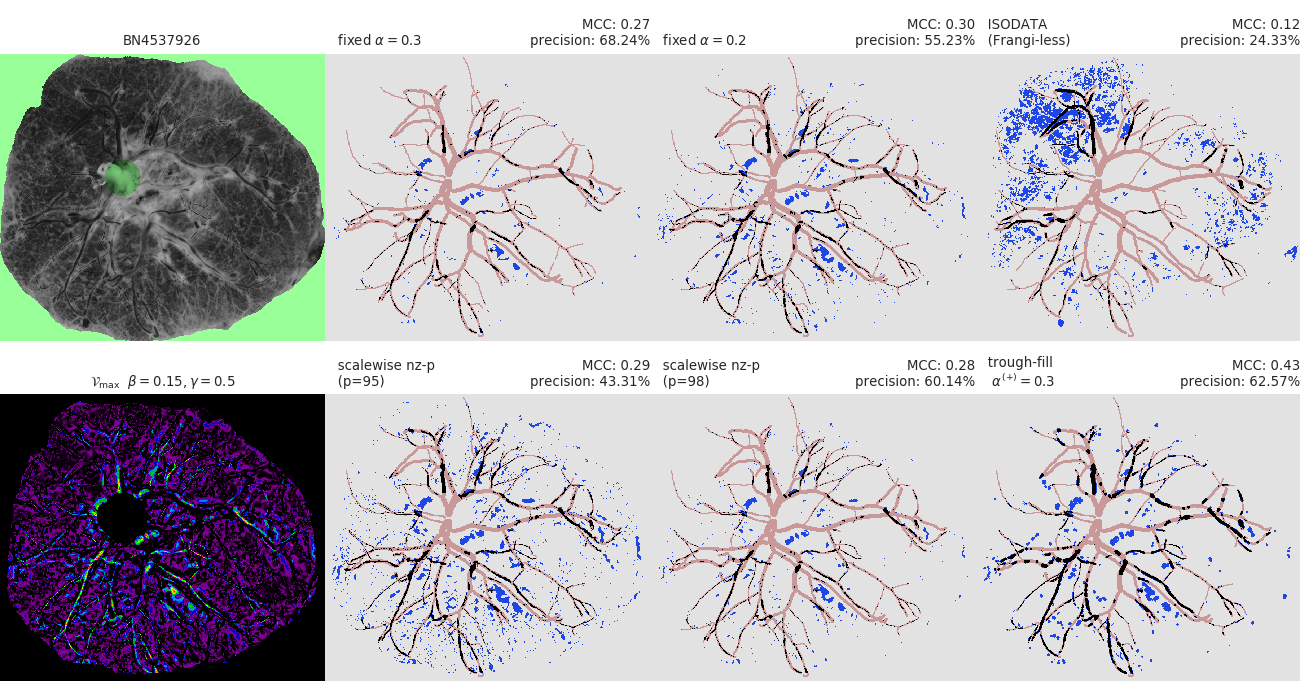 BN4537926
fixed α = 0.3
MCC: 0.27
precision: 68.24%
fixed α = 0.2
MCC: 0.30
precision: 55.23%
ISODATA
(Frangi-less)
MCC: 0.12
precision: 24.33%
𝒱max β = 0.15, γ = 0.5
scalewise nz-p
(p=95)
MCC: 0.29
precision: 43.31%
scalewise nz-p
(p=98)
MCC: 0.28
precision: 60.14%
trough-fill
α(+) = 0.3
MCC: 0.43
precision: 62.57%